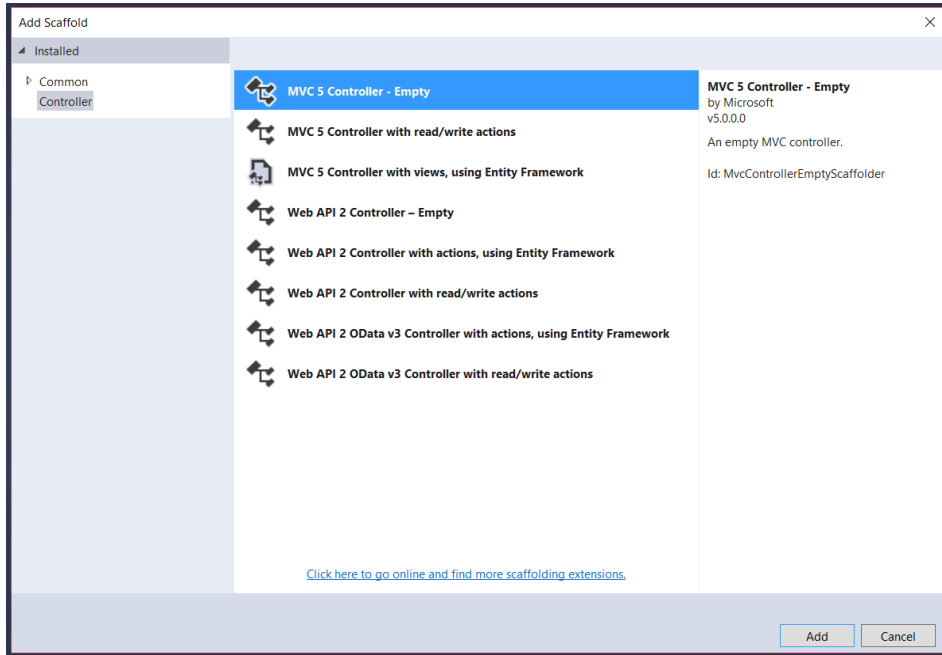 Add Scaffold
Installed
Common
Controller
MVC 5 Controller - Empty
MVC 5 Controller with read/write actions
MVC 5 Controller with views, using Entity Framework
Web API 2 Controller – Empty
Web API 2 Controller with actions, using Entity Framework
Web API 2 Controller with read/write actions
Web API 2 OData v3 Controller with actions, using Entity Framework
Web API 2 OData v3 Controller with read/write actions
Click here to go online and find more scaffolding extensions.
MVC 5 Controller - Empty
by Microsoft
v5.0.0.0
An empty MVC controller.
Id: MvcControllerEmptyScaffolder
Add
Cancel